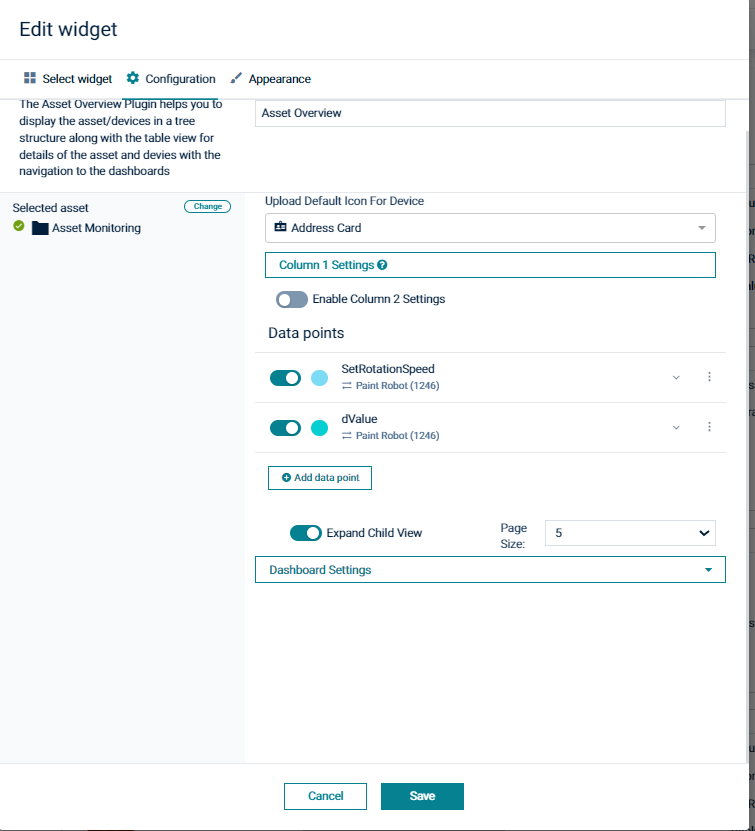 Edit widget
Select widget
Configuration
Appearance
The Asset Overview Plugin helps you to
display the asset/devices in a tree
structure along with the table view for
details of the asset and devies with the
navigation to the dashboards
Asset Overview
Selected asset
Change
Asset Monitoring
Upload Default Icon For Device
Address Card
Column 1 Settings
Enable Column 2 Settings
Data points
SetRotationSpeed
Paint Robot (1246)
dValue
Paint Robot (1246)
Add data point
Expand Child View
Page
Size:
5
Dashboard Settings
Cancel
Save